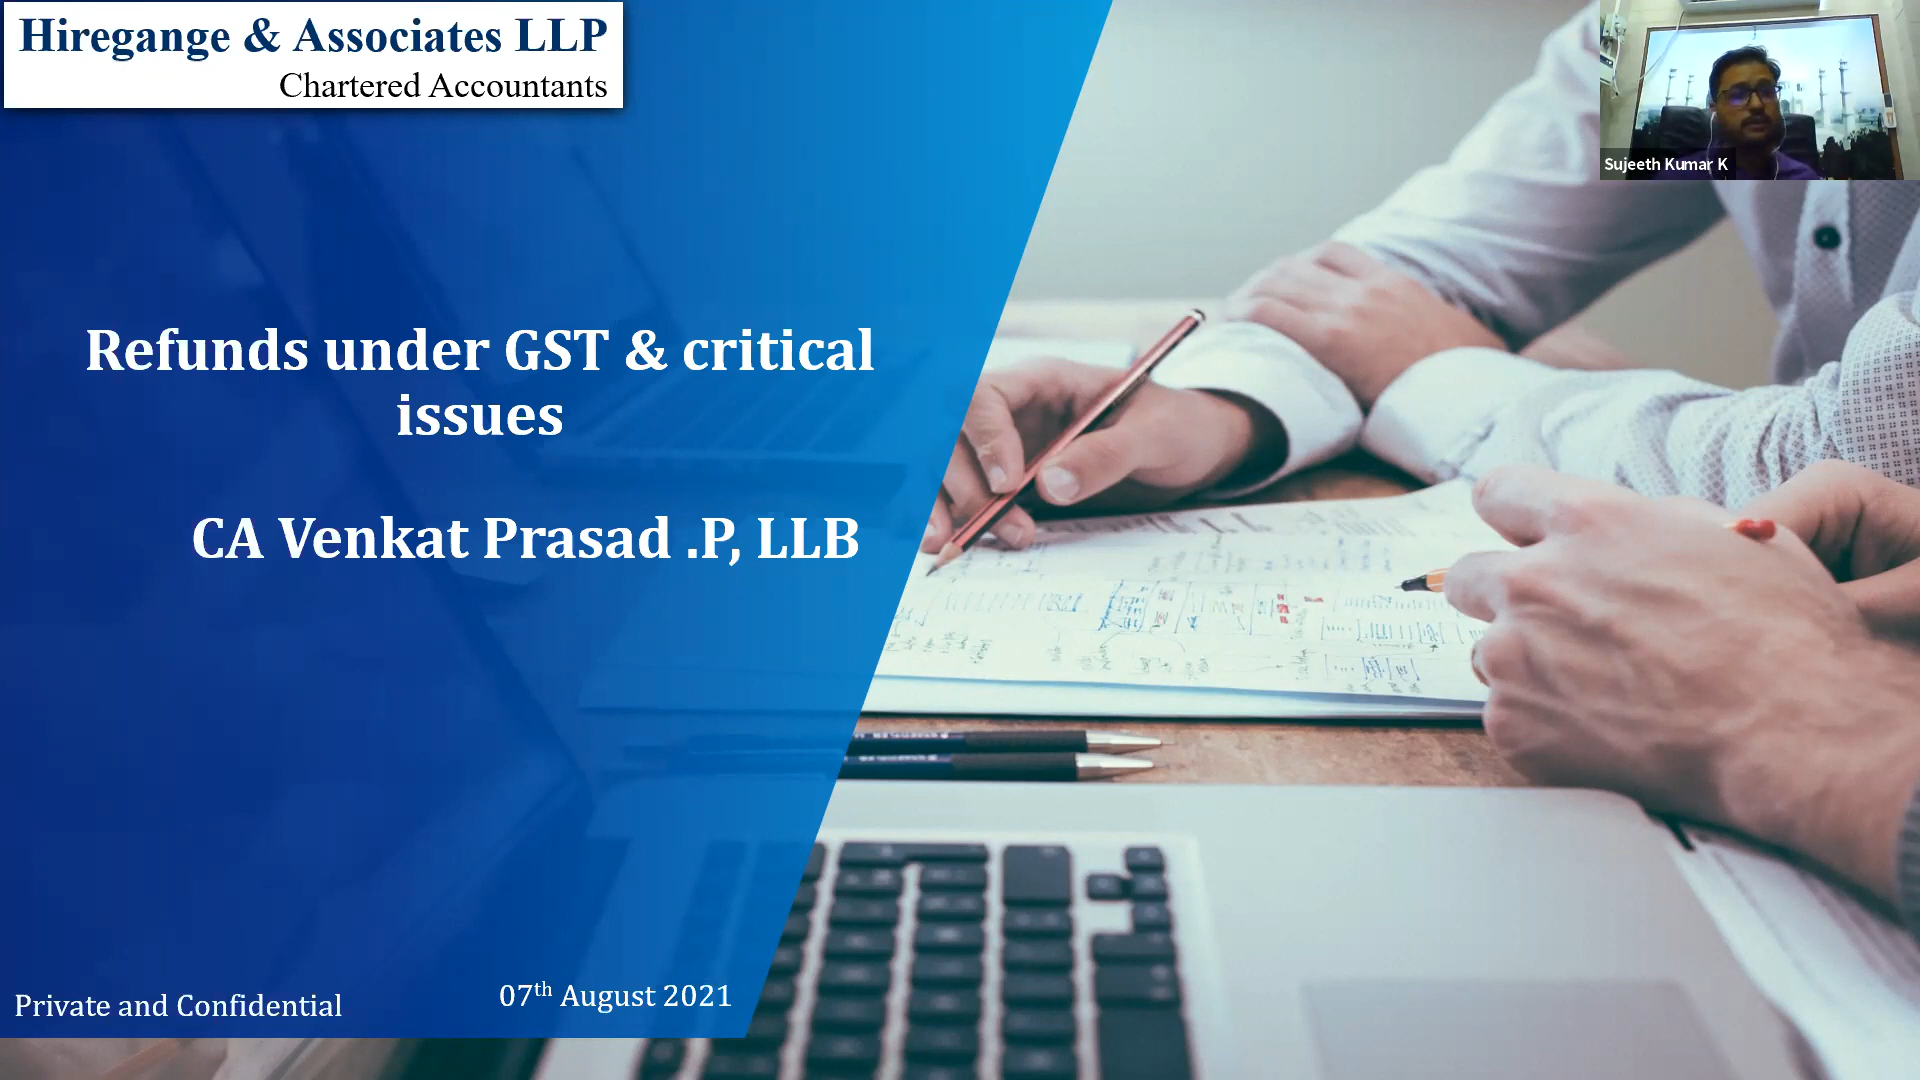 Hiregange & Associates LLP
Chartered Accountants
Sujeeth Kumar K
Refunds under GST & critical
issues
CA Venkat Prasad .P, LLB
Private and Confidential
07th August 2021